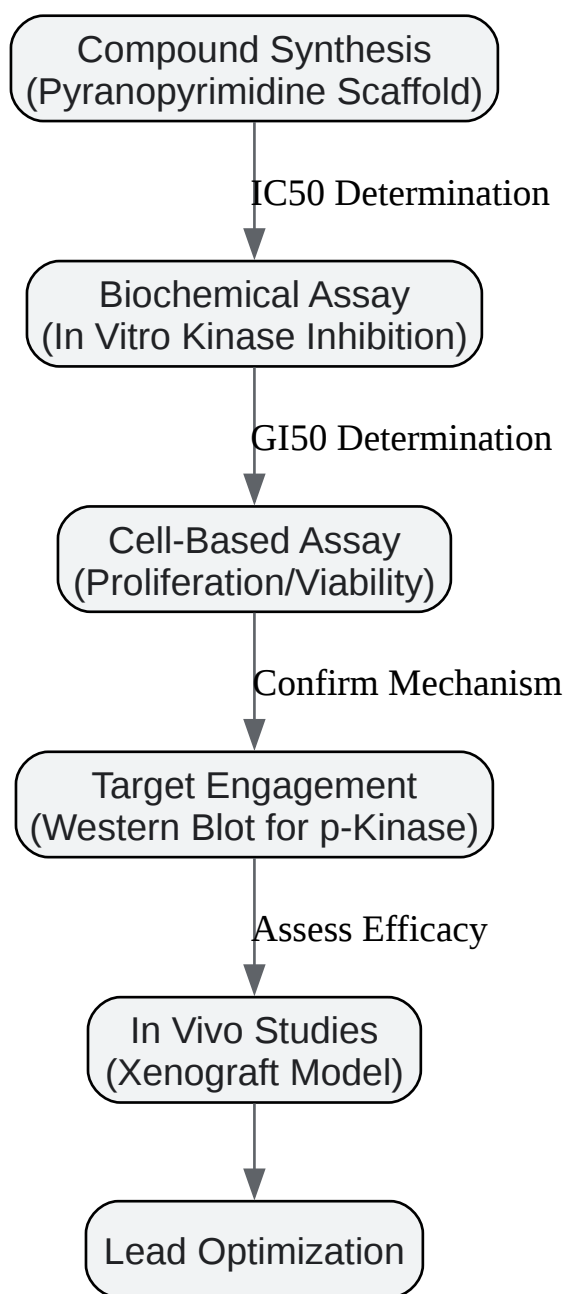 Compound Synthesis
(Pyranopyrimidine Scaffold)
IC50 Determination
Biochemical Assay
(In Vitro Kinase Inhibition)
GI50 Determination
Cell-Based Assay
(Proliferation/Viability)
Confirm Mechanism
Target Engagement
(Western Blot for p-Kinase)
Assess Efficacy
In Vivo Studies
(Xenograft Model)
Lead Optimization